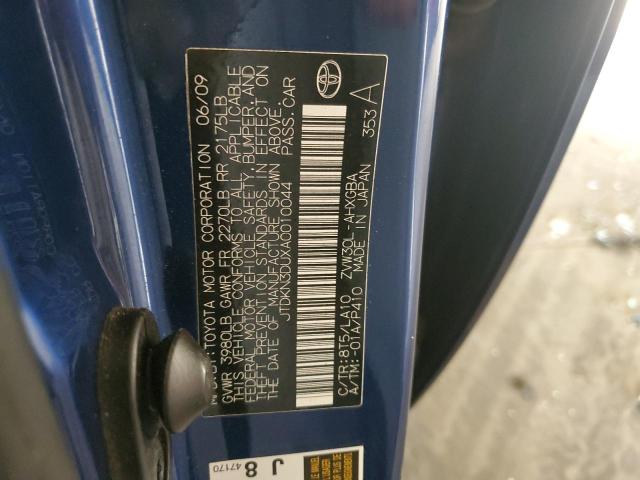 MFD.BY:TOYOTA MOTOR CORPORATION 06/09
GVWR 3980LB GAWR FR 2270LB RR 2175LB
THIS VEHICLE CONFORMS TO ALL APPLICABLE
FEDERAL MOTOR VEHICLE SAFETY, BUMPER, AND
THEFT PREVENTION STANDARDS IN EFFECT ON
THE DATE OF MANUFACTURE SHOWN ABOVE.
JTDKN3DUXA0010044 PASS.CAR
C/TR:8T5/LA10 ZVW30L-AHXGBA
A/TM:-01A/P410 MADE IN JAPAN 353 A
J 8
47170